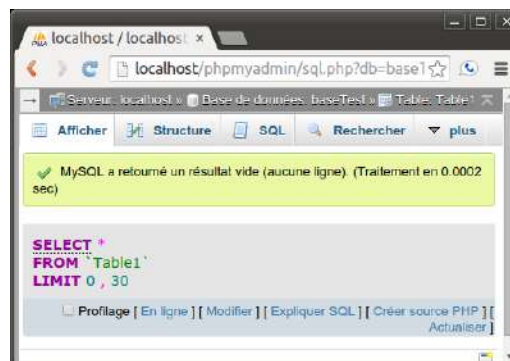 localhost / localhost ×
localhost/phpmyadmin/sql.php?db=base1
Serveur: localhost » Base de données: baseTest » Table: Table1
Afficher Structure SQL Rechercher ▼ plus
MySQL a retourné un résultat vide (aucune ligne). (Traitement en 0.0002
sec)
SELECT *
FROM `Table1`
LIMIT 0 , 30
Profilage [ En ligne ] [ Modifier ] [ Expliquer SQL ] [ Créer source PHP ] [
Actualiser ]